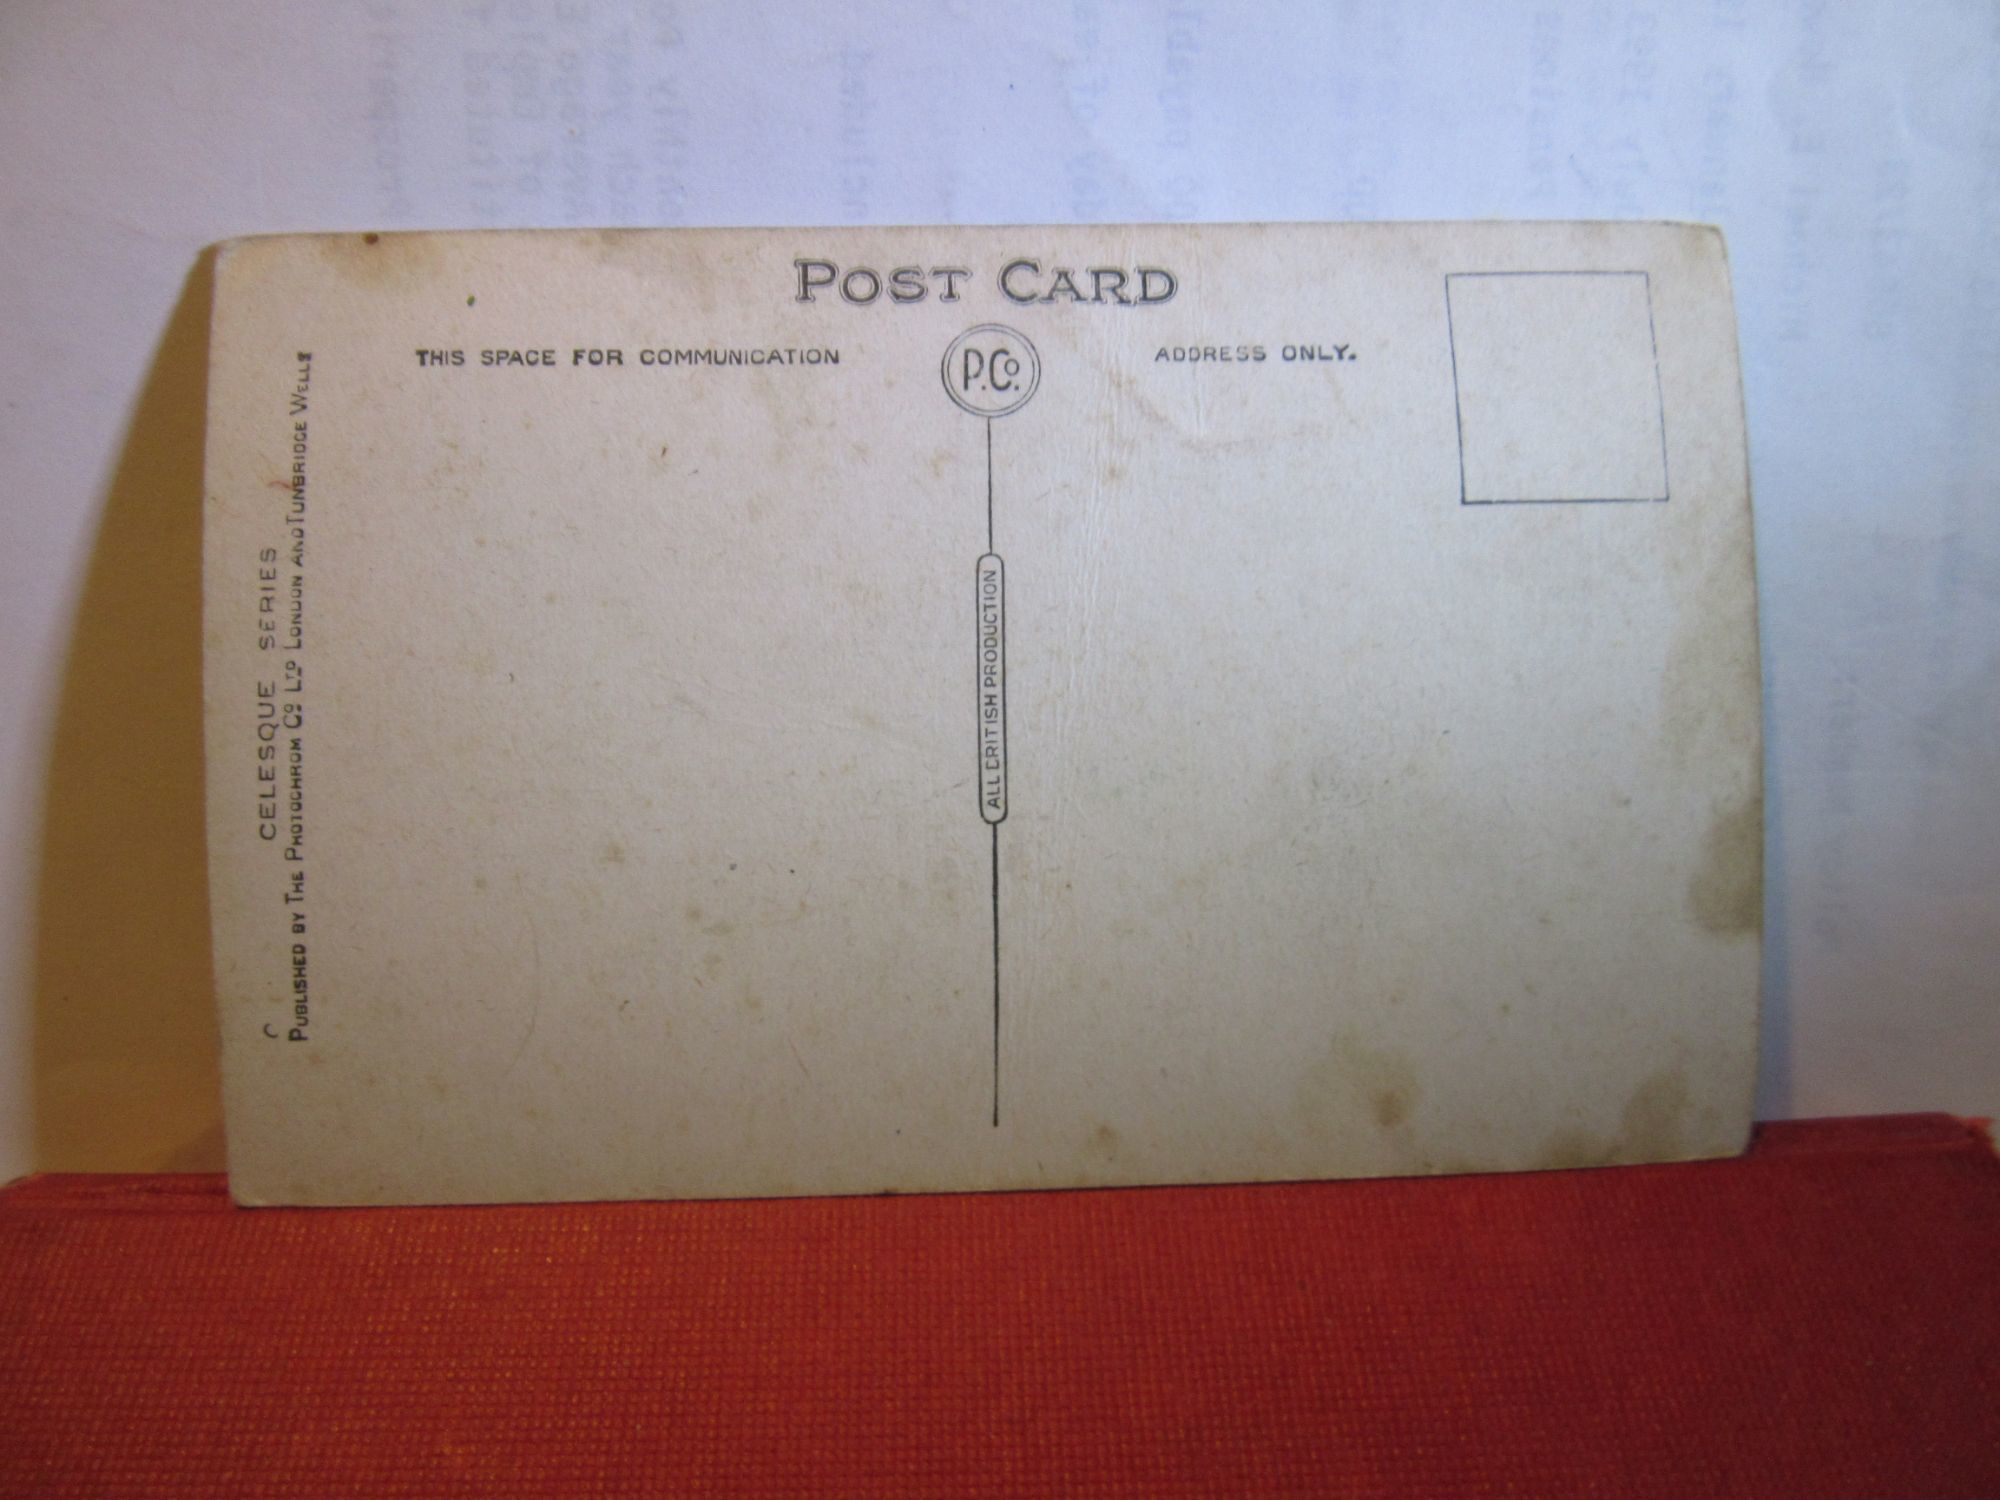 POST CARD
THIS SPACE FOR COMMUNICATION
P.Co.
ADDRESS ONLY.
ALL BRITISH PRODUCTION
CELESQUE SERIES
PUBLISHED BY THE PHOTOCHROM CO LTD LONDON AND TUNBRIDGE WELLS